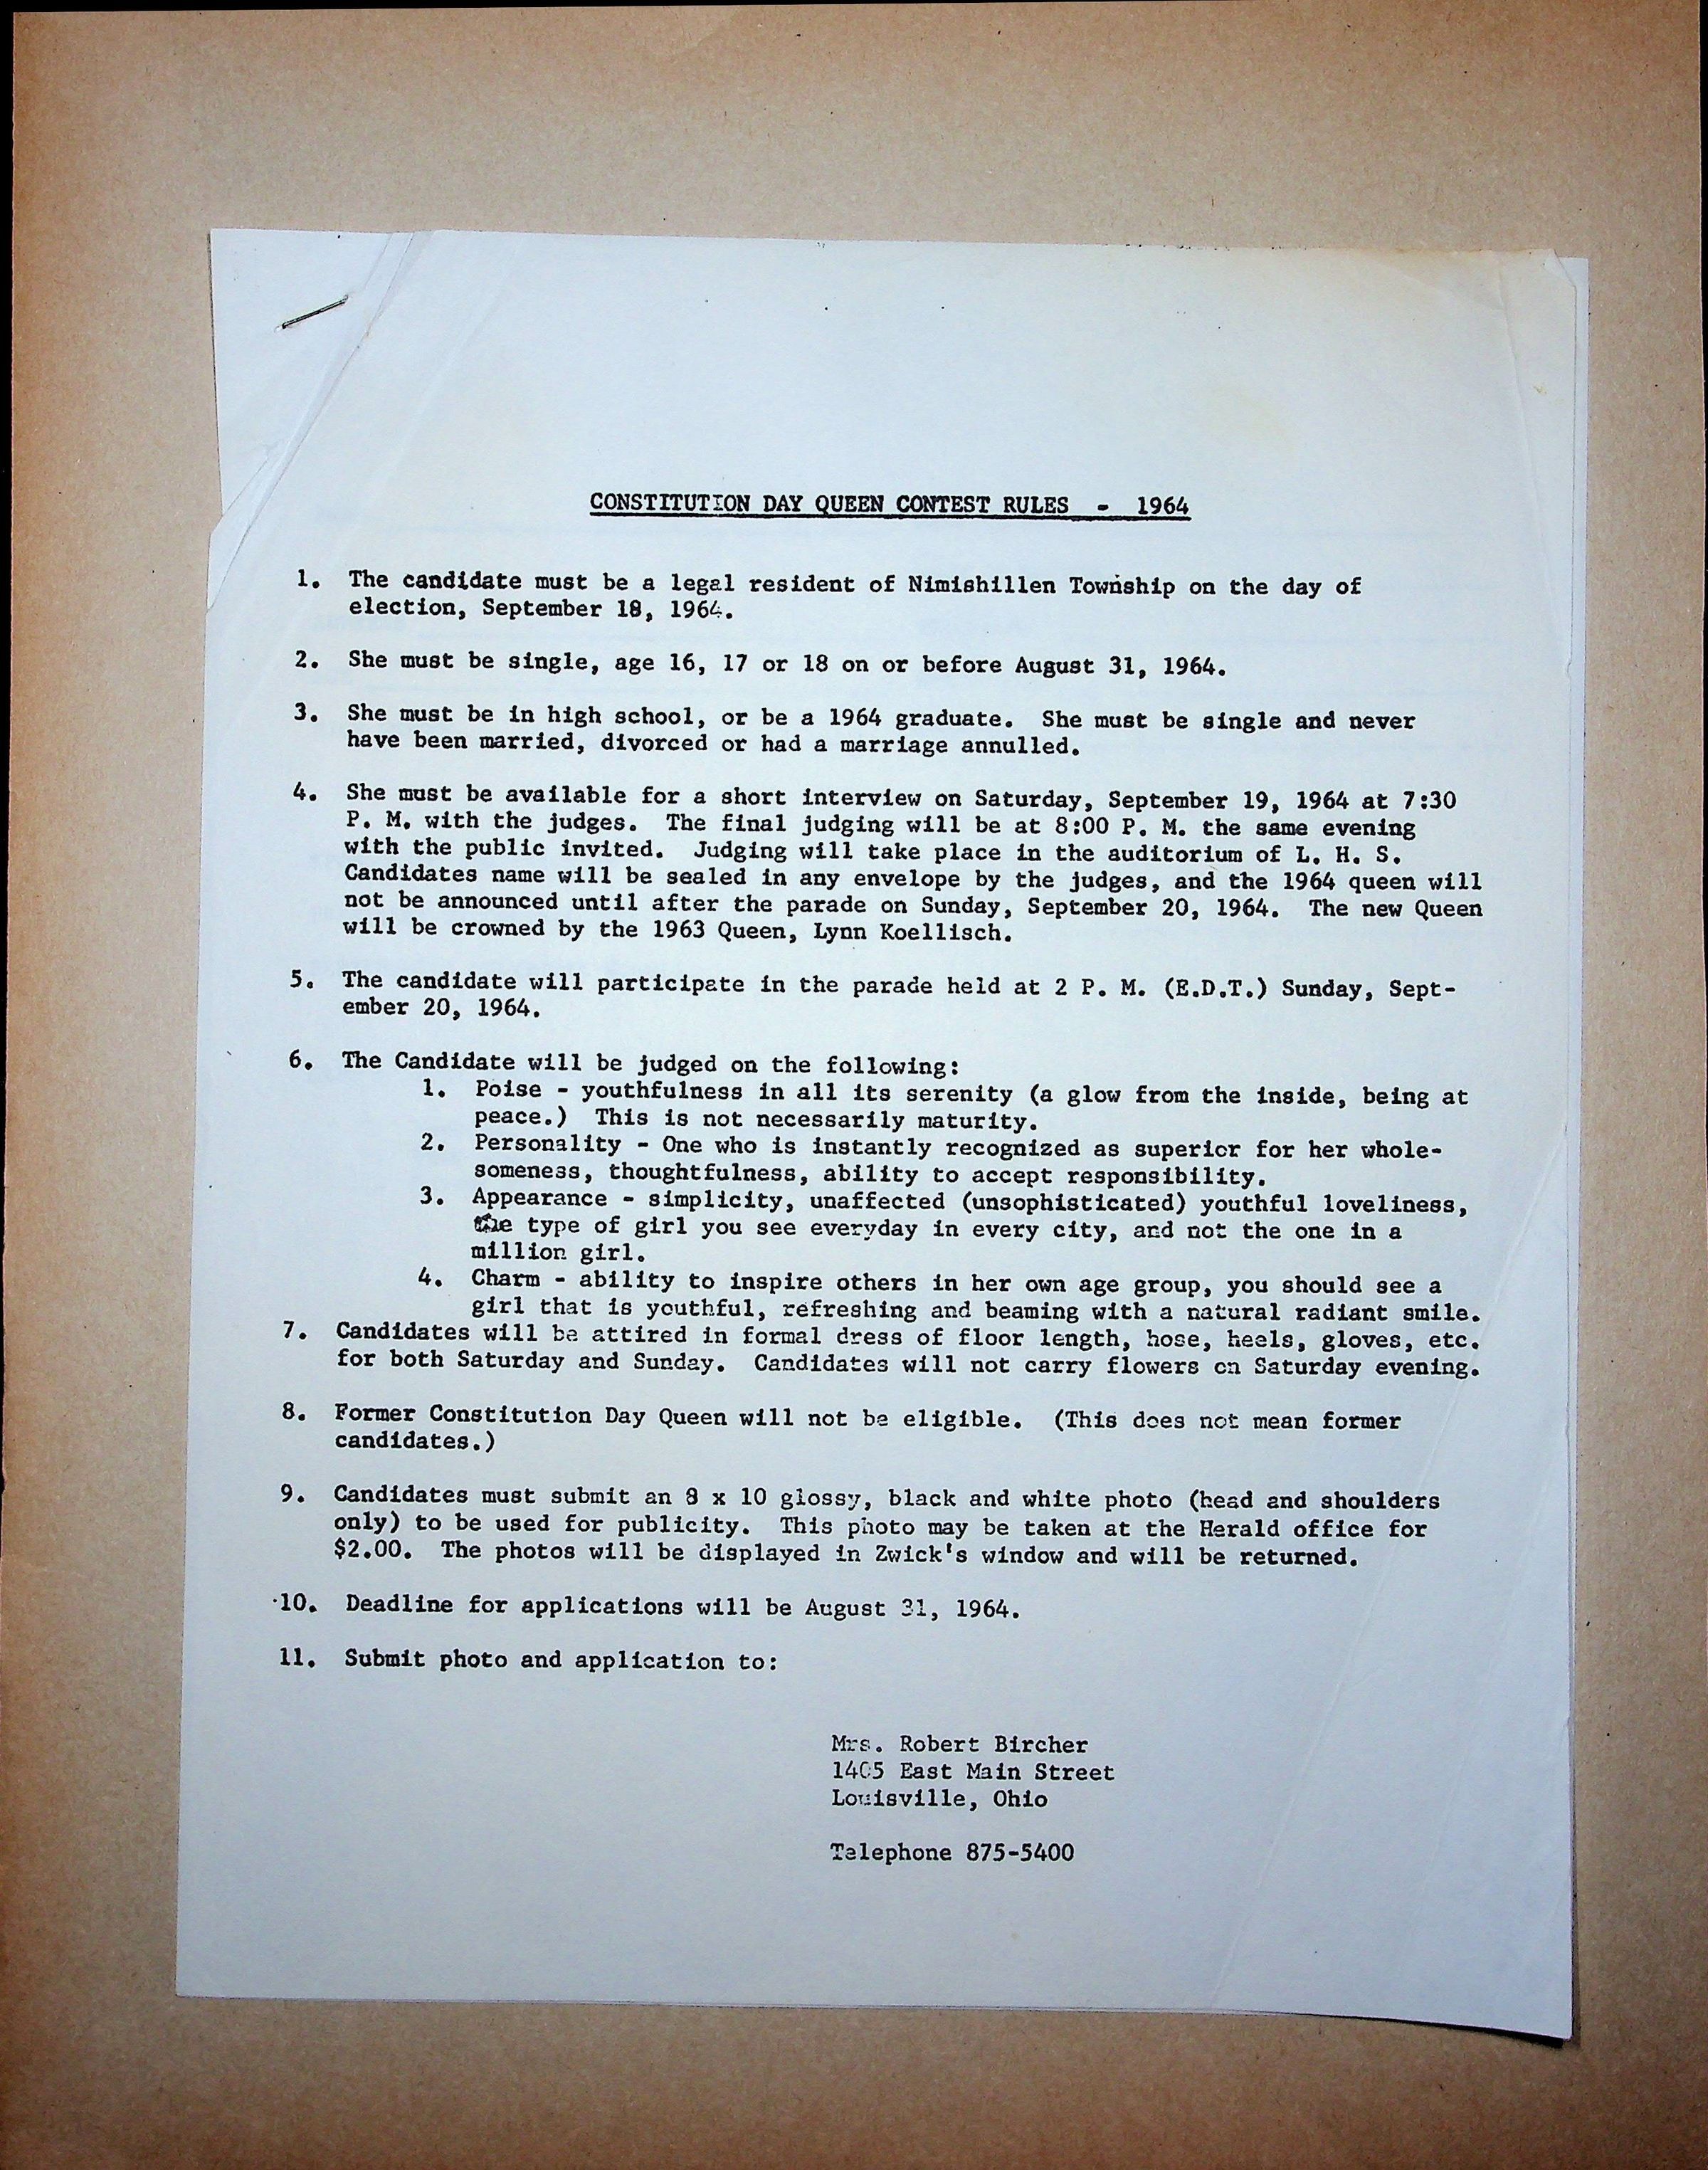 CONSTITUTION DAY QUEEN CONTEST RULES - 1964
1. The candidate must be a legal resident of Nimishillen Township on the day of
election, September 18, 1964.
2. She must be single, age 16, 17 or 18 on or before August 31, 1964.
3. She must be in high school, or be a 1964 graduate. She must be single and never
have been married, divorced or had a marriage annulled.
4. She must be available for a short interview on Saturday, September 19, 1964 at 7:30
P. M. with the judges. The final judging will be at 8:00 P. M. the same evening
with the public invited. Judging will take place in the auditorium of L. H. S.
Candidates name will be sealed in any envelope by the judges, and the 1964 queen will
not be announced until after the parade on Sunday, September 20, 1964. The new Queen
will be crowned by the 1963 Queen, Lynn Koellisch.
5. The candidate will participate in the parade held at 2 P. M. (E.D.T.) Sunday, Sept-
ember 20, 1964.
6. The Candidate will be judged on the following:
1. Poise - youthfulness in all its serenity (a glow from the inside, being at
peace.) This is not necessarily maturity.
2. Personality - One who is instantly recognized as superior for her whole-
someness, thoughtfulness, ability to accept responsibility.
3. Appearance - simplicity, unaffected (unsophisticated) youthful loveliness,
the type of girl you see everyday in every city, and not the one in a
million girl.
4. Charm - ability to inspire others in her own age group, you should see a
girl that is youthful, refreshing and beaming with a natural radiant smile.
7. Candidates will be attired in formal dress of floor length, hose, heels, gloves, etc.
for both Saturday and Sunday. Candidates will not carry flowers on Saturday evening.
8. Former Constitution Day Queen will not be eligible. (This does not mean former
candidates.)
9. Candidates must submit an 8 x 10 glossy, black and white photo (head and shoulders
only) to be used for publicity. This photo may be taken at the Herald office for
$2.00. The photos will be displayed in Zwick's window and will be returned.
10. Deadline for applications will be August 31, 1964.
11. Submit photo and application to:
Mrs. Robert Bircher
1405 East Main Street
Louisville, Ohio
Telephone 875-5400